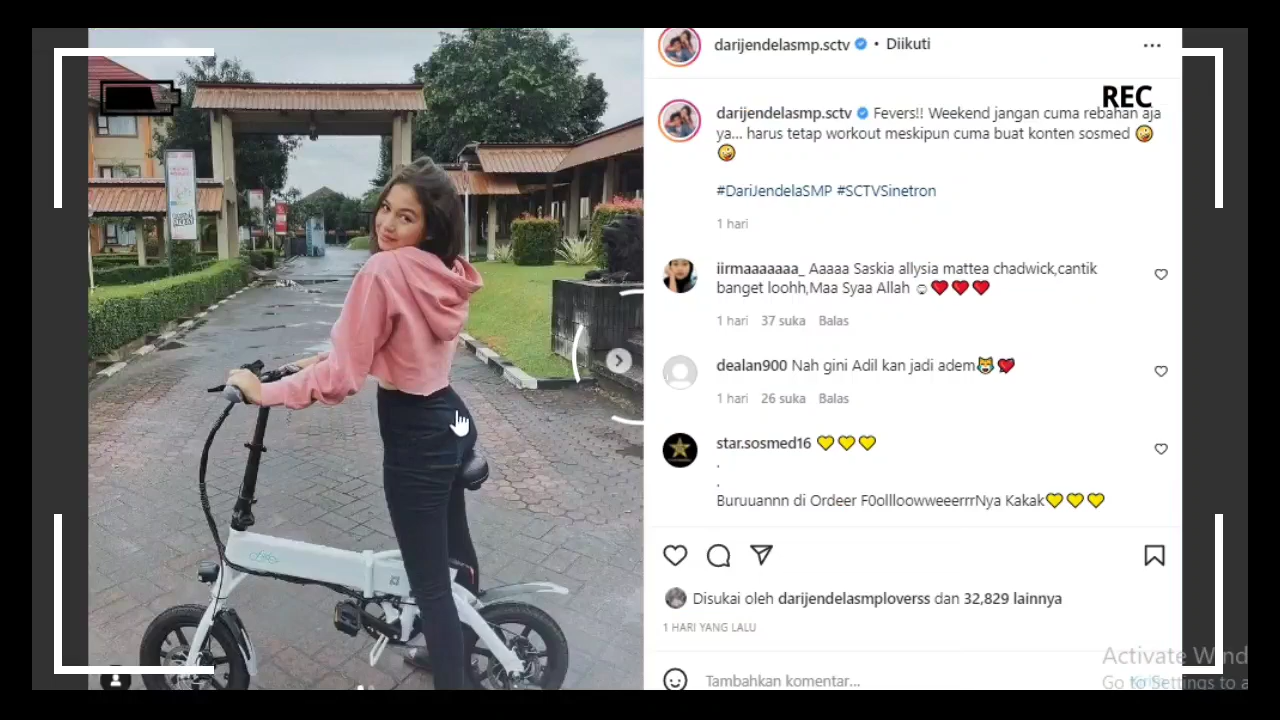 darijendelasmp.sctv • Diikuti
REC
darijendelasmp.sctv Fevers!! Weekend jangan cuma rebahan aja
ya... harus tetap workout meskipun cuma buat konten sosmed 🤪
🤪
#DariJendelaSMP #SCTVSinetron
1 hari
iirmaaaaaaa_ Aaaaa Saskia allysia mattea chadwick,cantik
banget loohh,Maa Syaa Allah ☺❤❤❤
1 hari 37 suka Balas
dealan900 Nah gini Adil kan jadi adem😹❤
1 hari 26 suka Balas
star.sosmed16 💛💛💛
.
.
Buruuannn di Ordeer F0ollloowweeerrrNya Kakak💛💛💛
Disukai oleh darijendelasmploverss dan 32,829 lainnya
1 HARI YANG LALU
Tambahkan komentar...
Activate Wind
Go to Settings to a